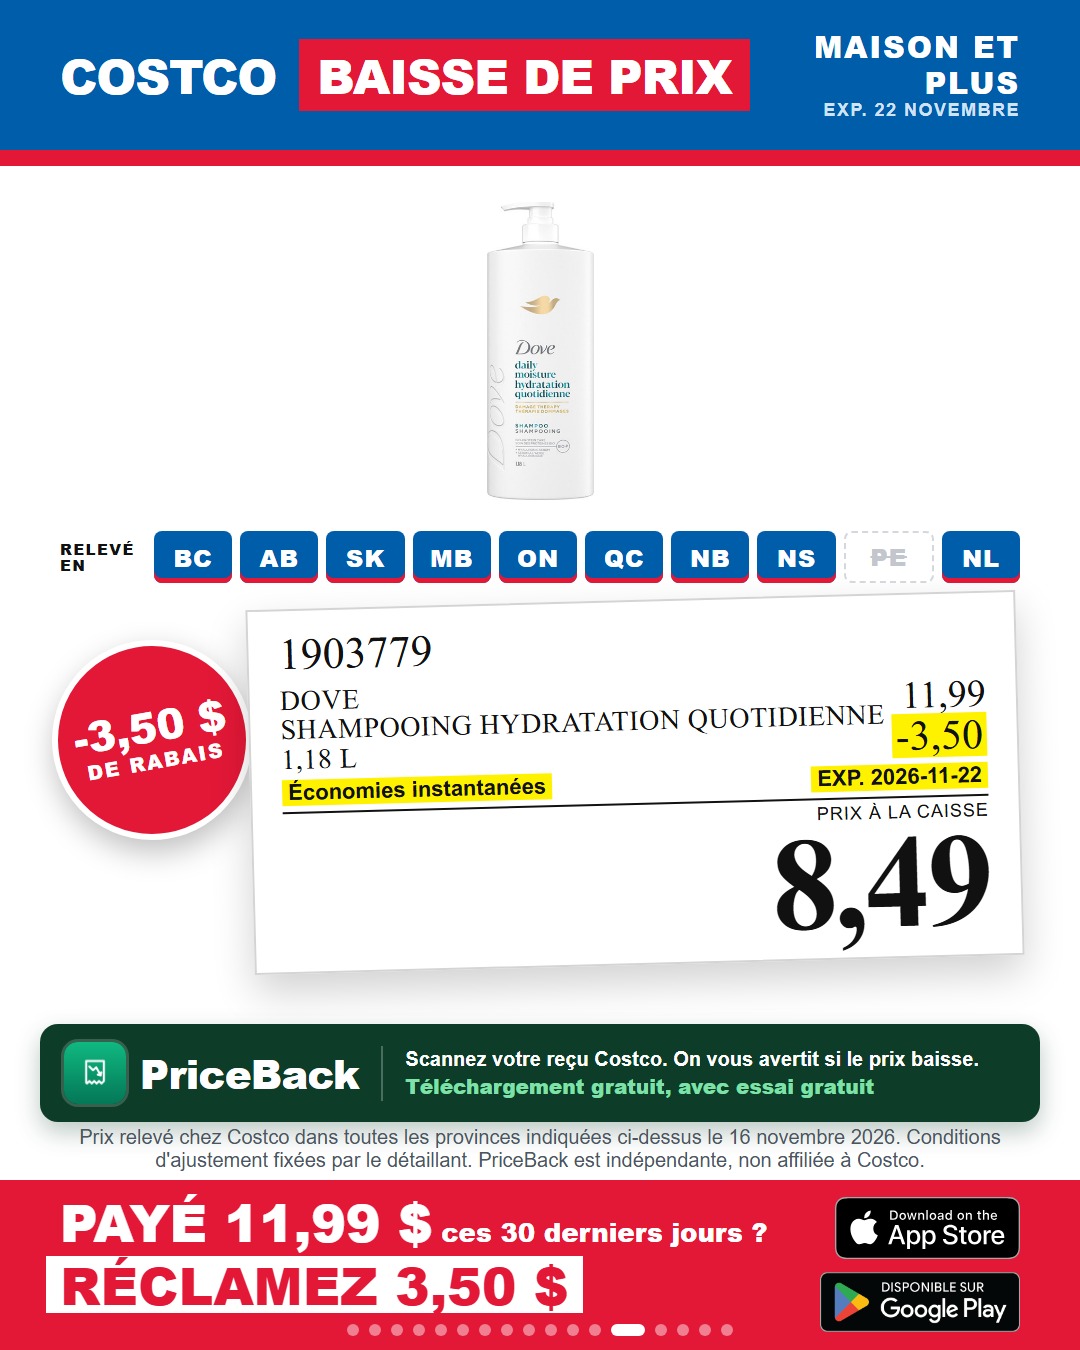 COSTCO BAISSE DE PRIX
MAISON ET
PLUS
EXP. 22 NOVEMBRE
Dove
Dove
daily
moisture
hydratation
quotidienne
DAMAGE THERAPY
THÉRAPIE DOMMAGES
SHAMPOO
SHAMPOOING
RELEVÉ
EN
BC AB SK MB ON QC NB NS PE NL
-3,50 $
DE RABAIS
1903779
DOVE
SHAMPOOING HYDRATATION QUOTIDIENNE
1,18 L
11,99
-3,50
Économies instantanées
EXP. 2026-11-22
PRIX À LA CAISSE
8,49
PriceBack
Scannez votre reçu Costco. On vous avertit si le prix baisse.
Téléchargement gratuit, avec essai gratuit
Prix relevé chez Costco dans toutes les provinces indiquées ci-dessus le 16 novembre 2026. Conditions
d'ajustement fixées par le détaillant. PriceBack est indépendante, non affiliée à Costco.
PAYÉ 11,99 $ ces 30 derniers jours ?
RÉCLAMEZ 3,50 $
Download on the
App Store
DISPONIBLE SUR
Google Play